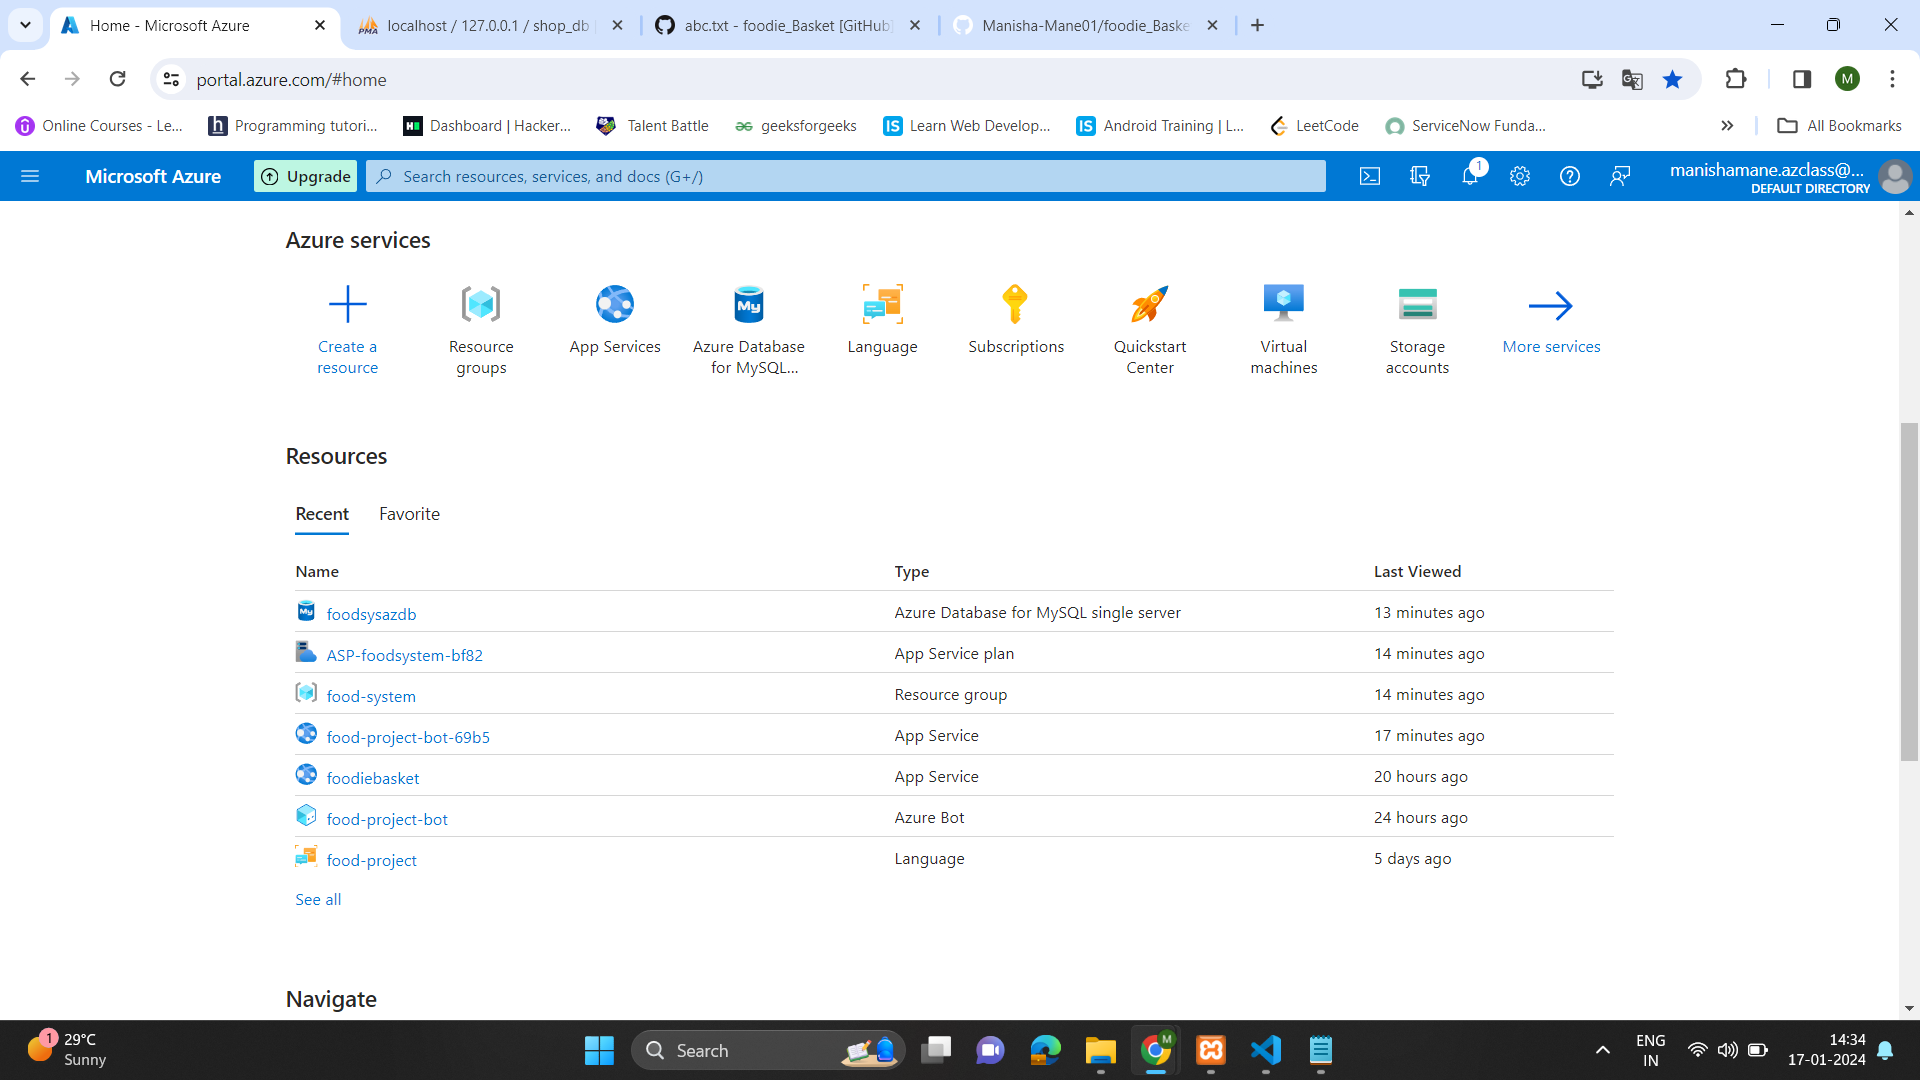 Home - Microsoft Azure
localhost / 127.0.0.1 / shop_db
abc.txt - foodie_Basket [GitHub]
Manisha-Mane01/foodie_Baske
portal.azure.com/#home
M
Online Courses - Le...
Programming tutori...
Dashboard | Hacker...
Talent Battle
geeksforgeeks
Learn Web Develop...
Android Training | L...
LeetCode
ServiceNow Funda...
All Bookmarks
Microsoft Azure
Upgrade
Search resources, services, and docs (G+/)
1
manishamane.azclass@...
DEFAULT DIRECTORY
Azure services
Create a
resource
Resource
groups
App Services
Azure Database
for MySQL...
Language
Subscriptions
Quickstart
Center
Virtual
machines
Storage
accounts
More services
Resources
Recent Favorite
Name Type Last Viewed
foodsysazdb Azure Database for MySQL single server 13 minutes ago
ASP-foodsystem-bf82 App Service plan 14 minutes ago
food-system Resource group 14 minutes ago
food-project-bot-69b5 App Service 17 minutes ago
foodiebasket App Service 20 hours ago
food-project-bot Azure Bot 24 hours ago
food-project Language 5 days ago
See all
Navigate
1
29°C
Sunny
Search
M
ENG
IN
14:34
17-01-2024